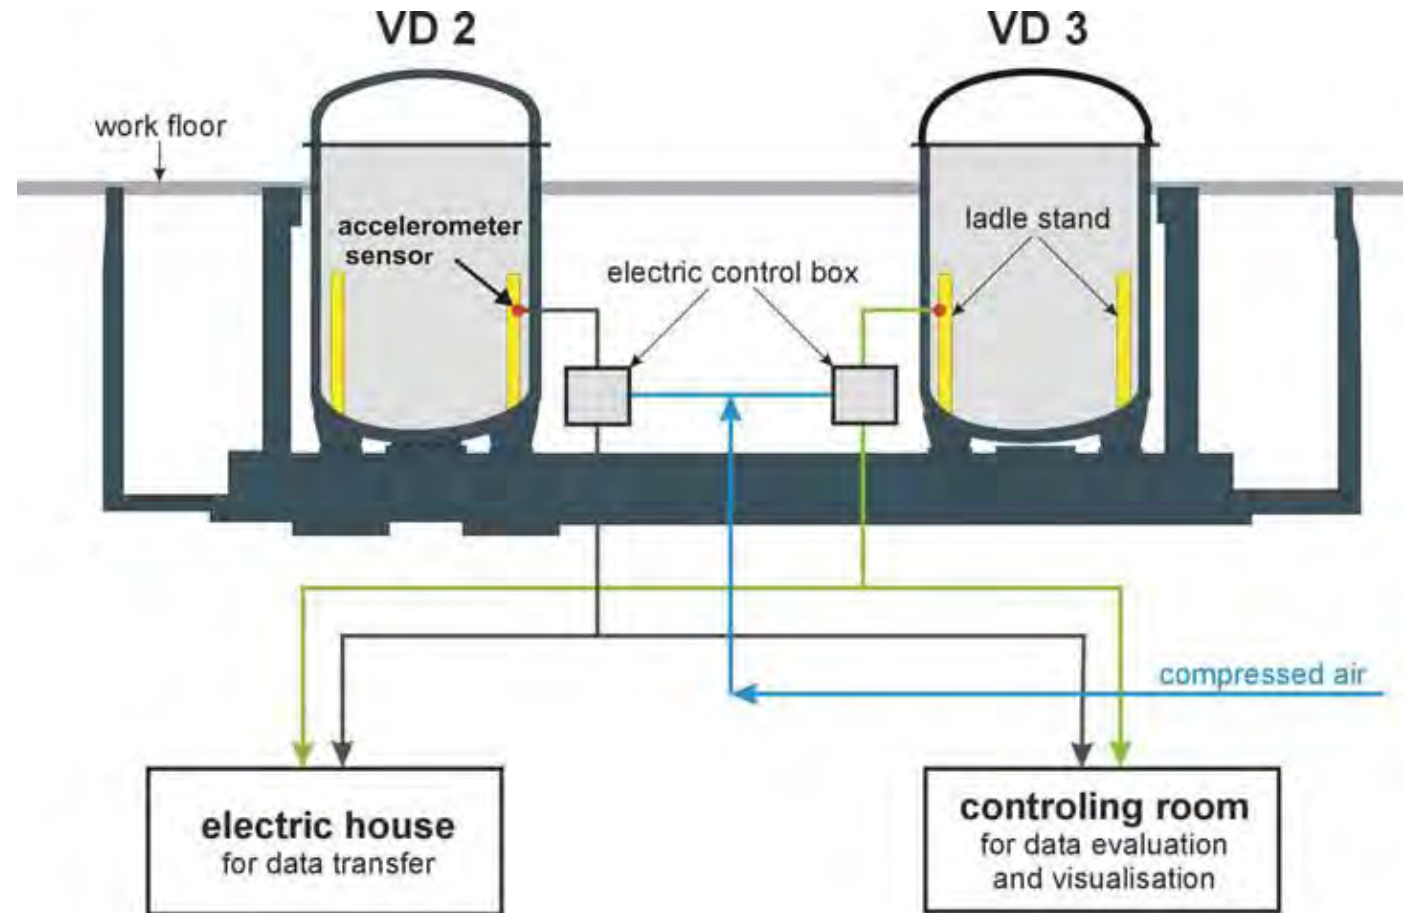 VD 2
VD 3
work floor
accelerometer
sensor
electric control box
ladle stand
compressed air
electric house
for data transfer
controling room
for data evaluation
and visualisation